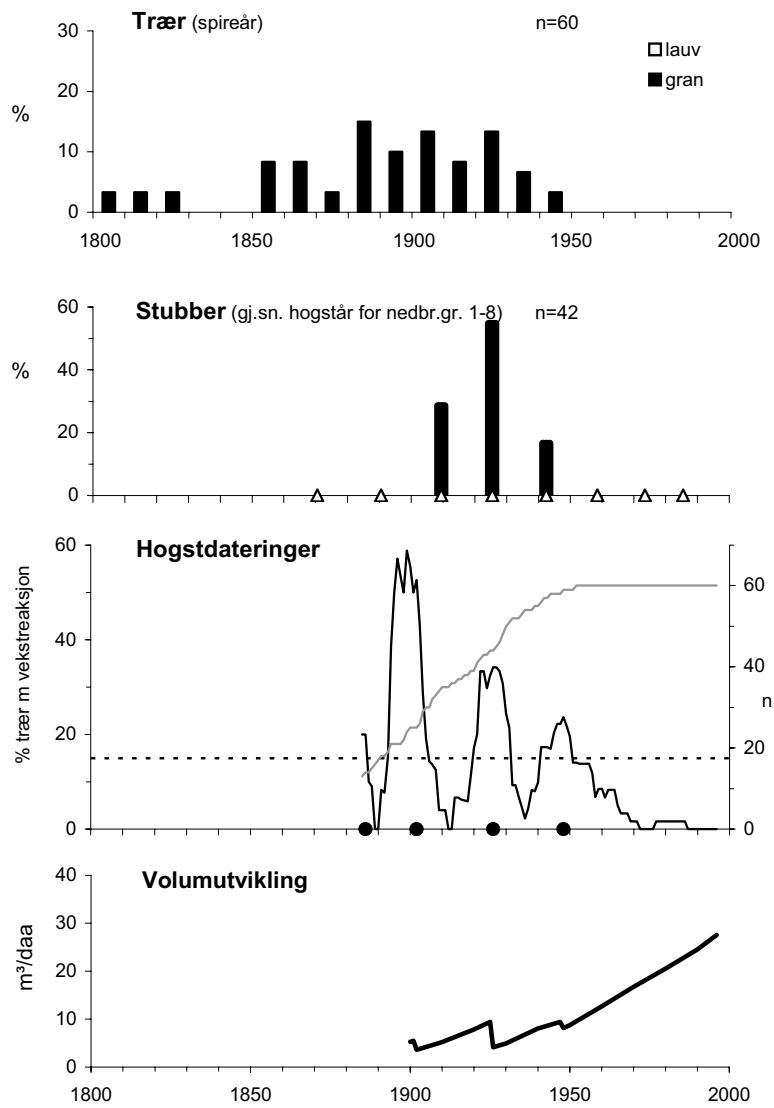 Trær (spireår) n=60
lauv
gran
%
30
20
10
0
1800 1850 1900 1950 2000
Stubber (gj.sn. hogstår for nedbr.gr. 1-8) n=42
%
60
40
20
0
Hogstdateringer
% trær m vekstreaksjon
60
40
20
0
60
40
20
0
n
Volumutvikling
m³/daa
40
30
20
10
0
1800 1850 1900 1950 2000